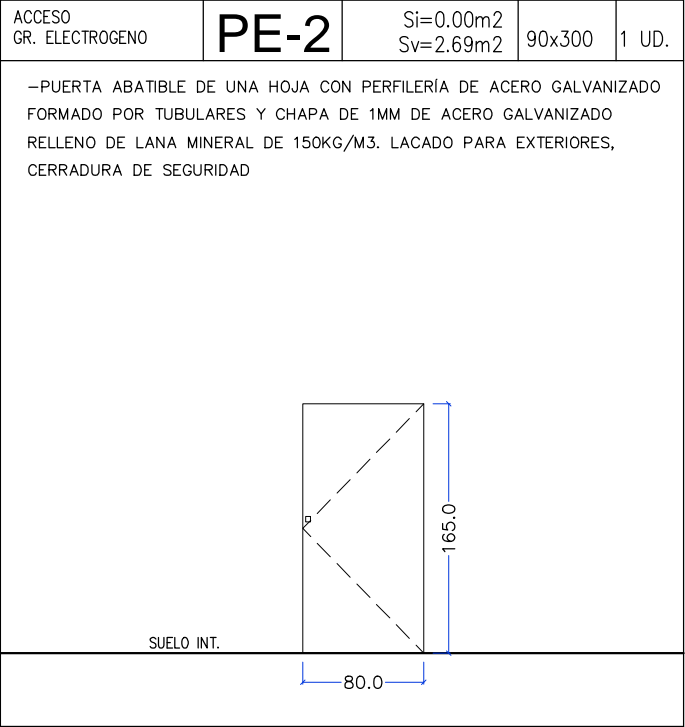 ACCESO
GR. ELECTROGENO
PE-2
Si=0.00m2
Sv=2.69m2
90x300
1 UD.
-PUERTA ABATIBLE DE UNA HOJA CON PERFILERÍA DE ACERO GALVANIZADO
FORMADO POR TUBULARES Y CHAPA DE 1MM DE ACERO GALVANIZADO
RELLENO DE LANA MINERAL DE 150KG/M3. LACADO PARA EXTERIORES,
CERRADURA DE SEGURIDAD
165.0
SUELO INT.
80.0